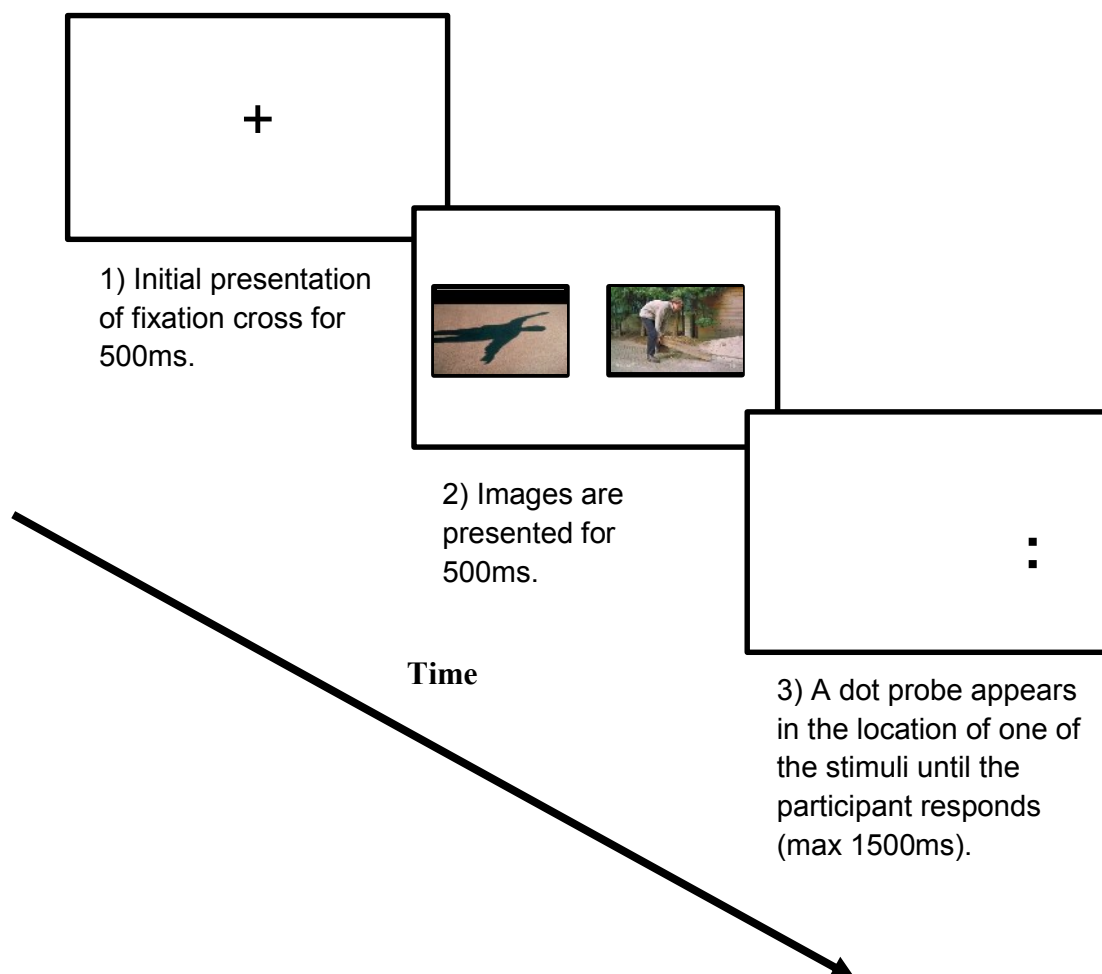 +
1) Initial presentation
of fixation cross for
500ms.
2) Images are
presented for
500ms.
:
Time
3) A dot probe appears
in the location of one of
the stimuli until the
participant responds
(max 1500ms).